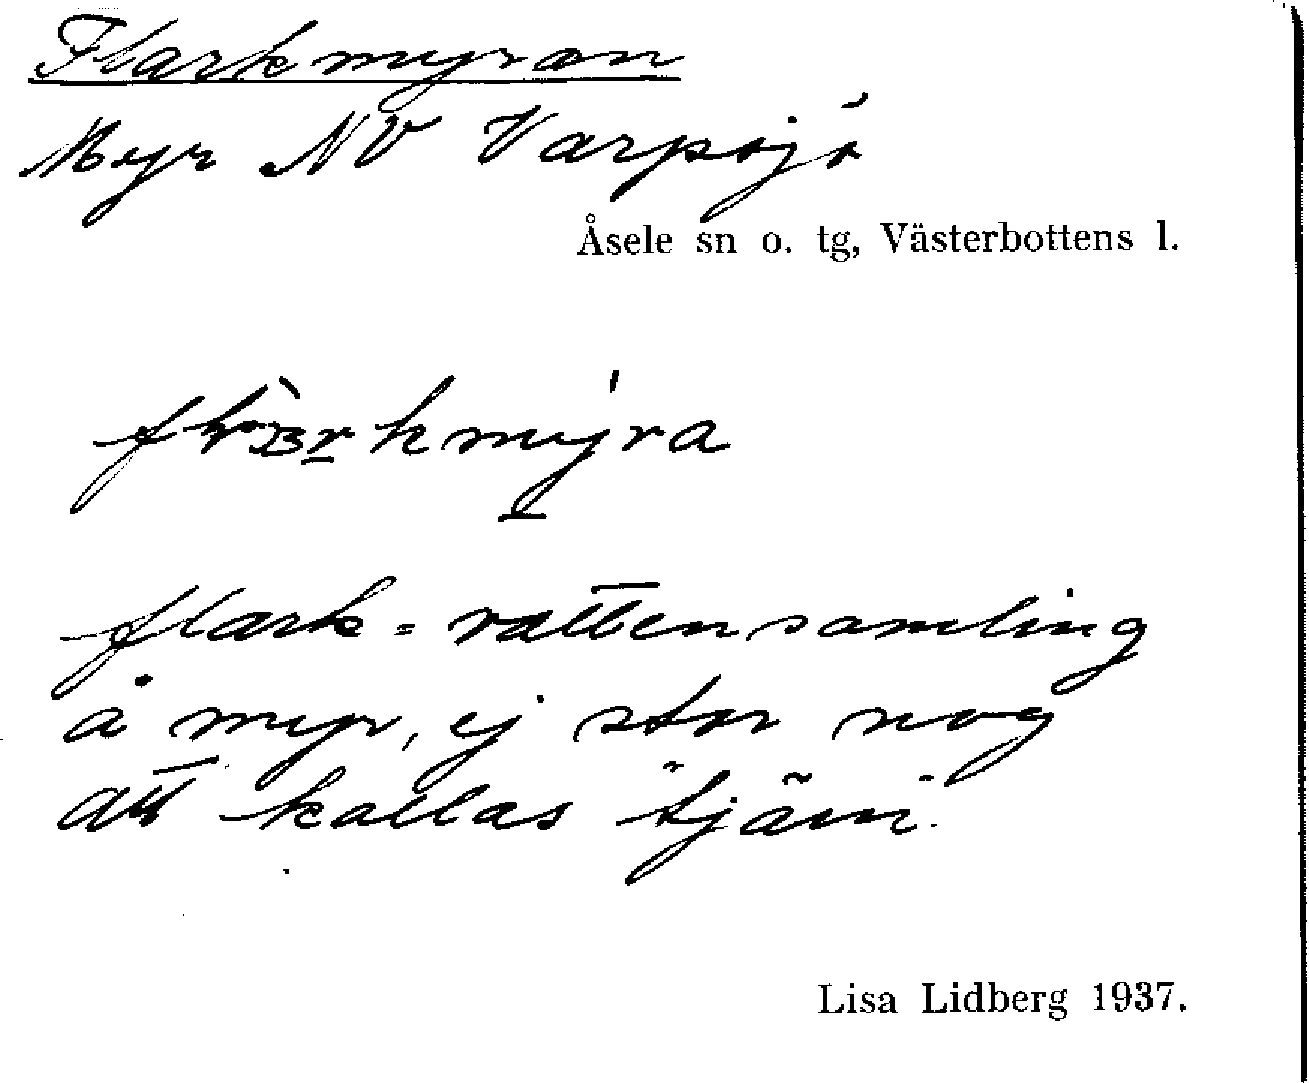 Flarkmyran
Myr NV Varpsjö
Åsele sn o. tg, Västerbottens l.
flark = vattensamling
å myr, ej stor nog
att kallas "tjärn".
Lisa Lidberg 1937.